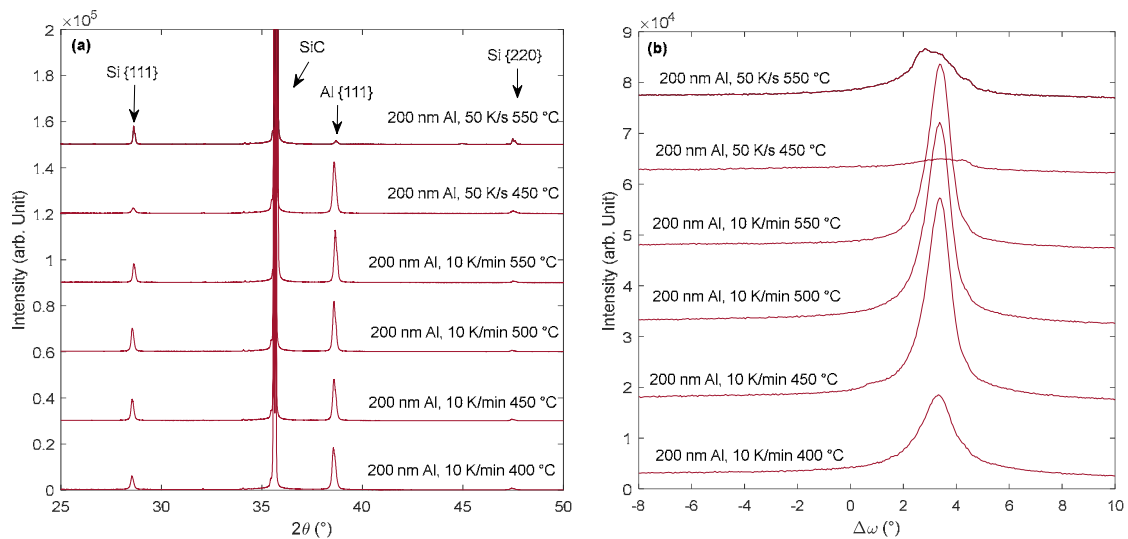 ×10⁵
(a)
SiC
Si {111}
Al {111}
Si {220}
200 nm Al, 50 K/s 550 °C
200 nm Al, 50 K/s 450 °C
200 nm Al, 10 K/min 550 °C
200 nm Al, 10 K/min 500 °C
200 nm Al, 10 K/min 450 °C
200 nm Al, 10 K/min 400 °C
2
1.8
1.6
1.4
1.2
1
0.8
0.6
0.4
0.2
0
Intensity (arb. Unit)
25 30 35 40 45 50
2θ (°)
×10⁴
(b)
200 nm Al, 50 K/s 550 °C
200 nm Al, 50 K/s 450 °C
200 nm Al, 10 K/min 550 °C
200 nm Al, 10 K/min 500 °C
200 nm Al, 10 K/min 450 °C
200 nm Al, 10 K/min 400 °C
9
8
7
6
5
4
3
2
1
0
Intensity (arb. Unit)
-8 -6 -4 -2 0 2 4 6 8 10
Δω (°)